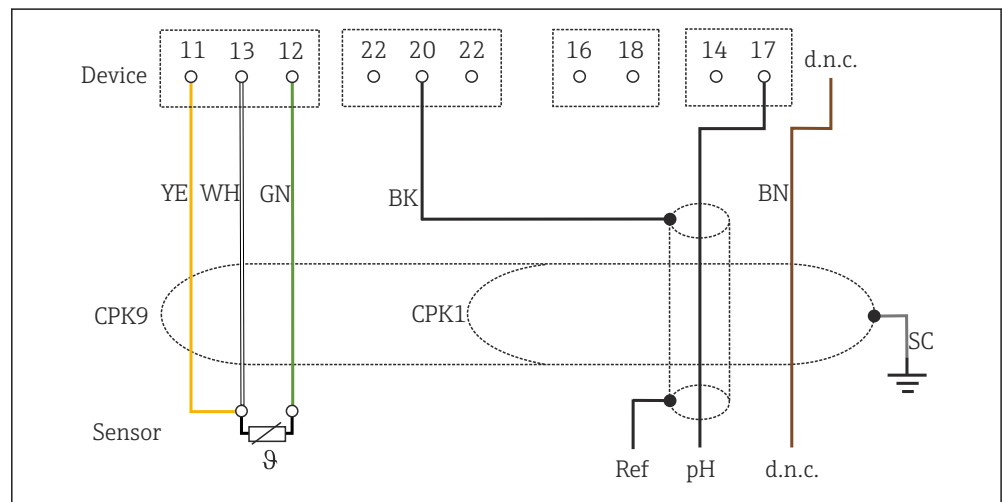 11 13 12 22 20 22 16 18 14 17 d.n.c.
Device
YE WH GN BK BN
CPK9 CPK1
SC
Sensor
ϑ Ref pH d.n.c.